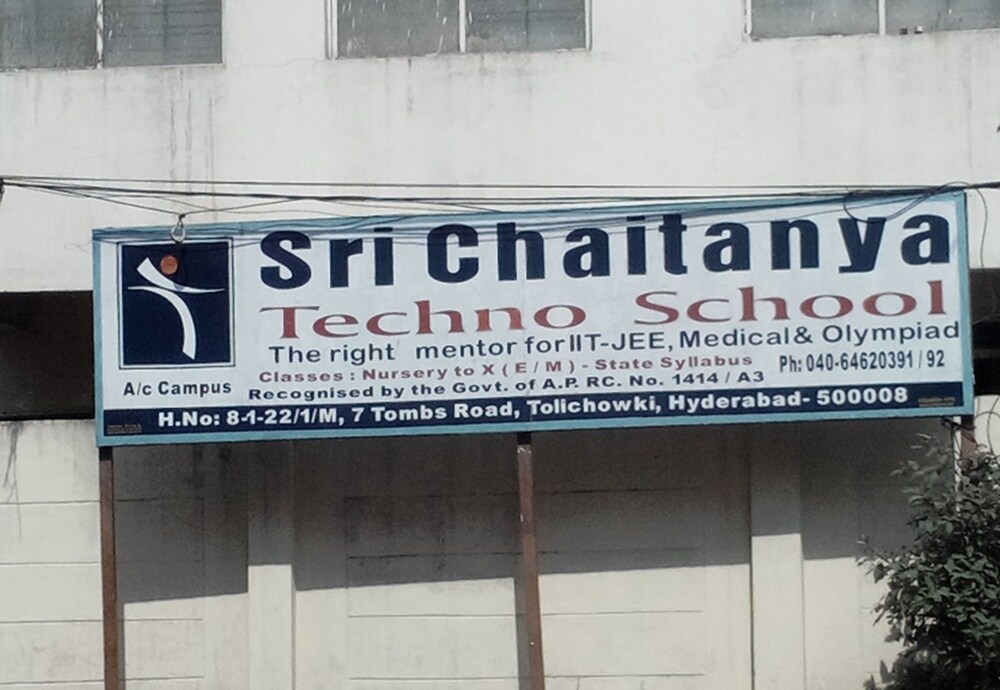 Sri Chaitanya
Techno School
The right mentor for IIT-JEE, Medical & Olympiad
Classes : Nursery to X ( E / M ) - State Syllabus
Ph: 040-64620391 / 92
A/c Campus
Recognised by the Govt. of A.P. RC. No. 1414 / A3
H.No: 8-1-22/1/M, 7 Tombs Road, Tolichowki, Hyderabad- 500008